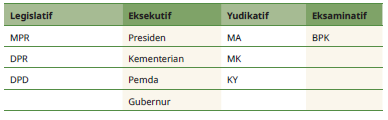 Legislatif Eksekutif Yudikatif Eksaminatif
MPR Presiden MA BPK
DPR Kementerian MK
DPD Pemda KY
Gubernur